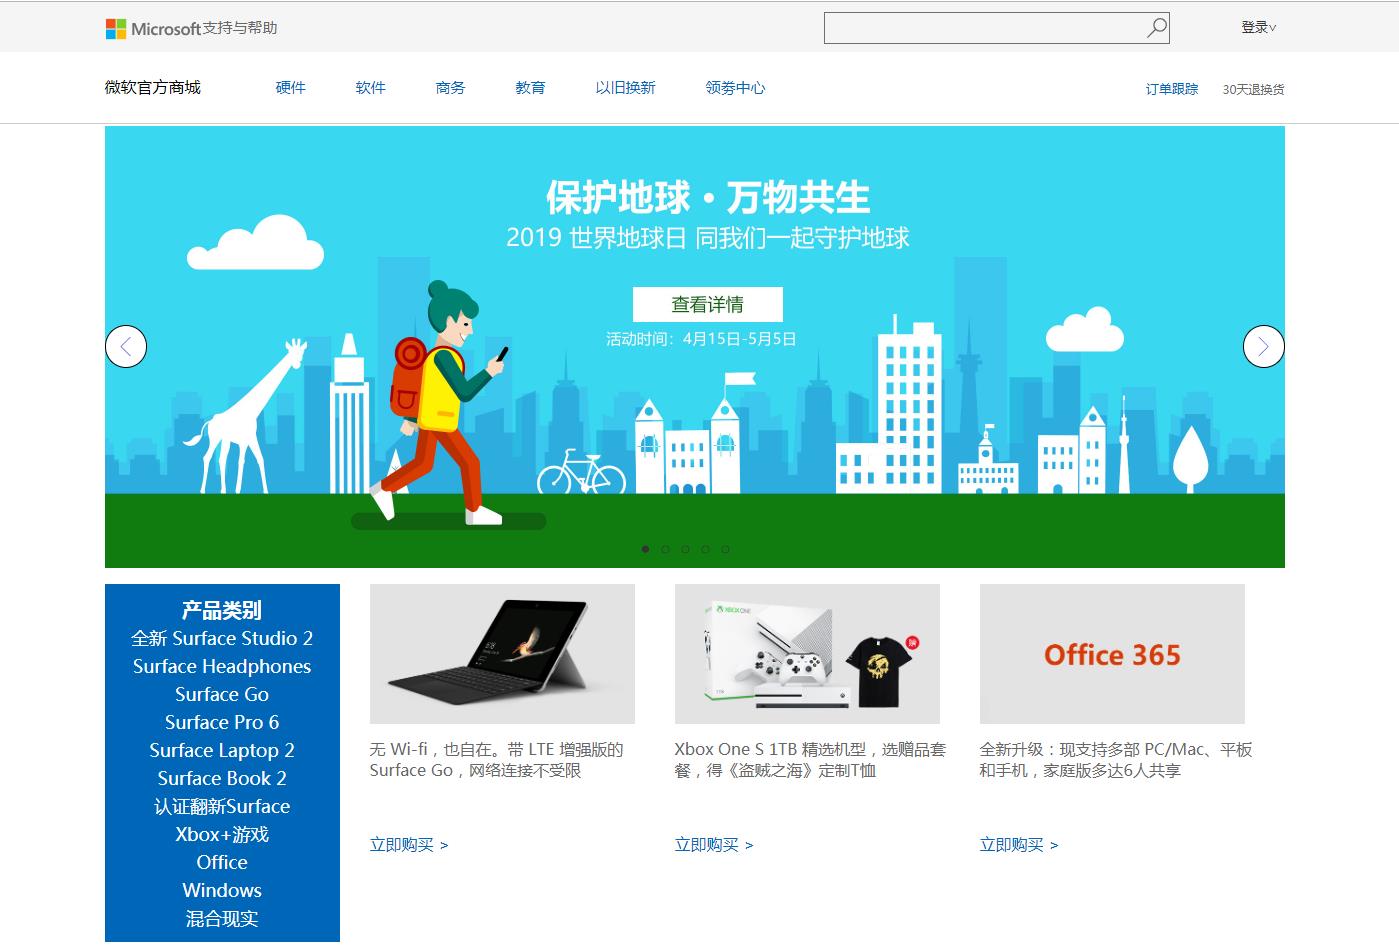 Microsoft支持与帮助
登录
微软官方商城
硬件
软件
商务
教育
以旧换新
领劵中心
订单跟踪
30天退换货
保护地球·万物共生
2019 世界地球日 同我们一起守护地球
查看详情
活动时间：4月15日-5月5日
产品类别
全新 Surface Studio 2
Surface Headphones
Surface Go
Surface Pro 6
Surface Laptop 2
Surface Book 2
认证翻新Surface
Xbox+游戏
Office
Windows
混合现实
无 Wi-fi，也自在。带 LTE 增强版的
Surface Go，网络连接不受限
立即购买 >
XBOX ONE
Xbox One S 1TB 精选机型，选赠品套
餐，得《盗贼之海》定制T恤
立即购买 >
Office 365
全新升级：现支持多部 PC/Mac、平板
和手机，家庭版多达6人共享
立即购买 >